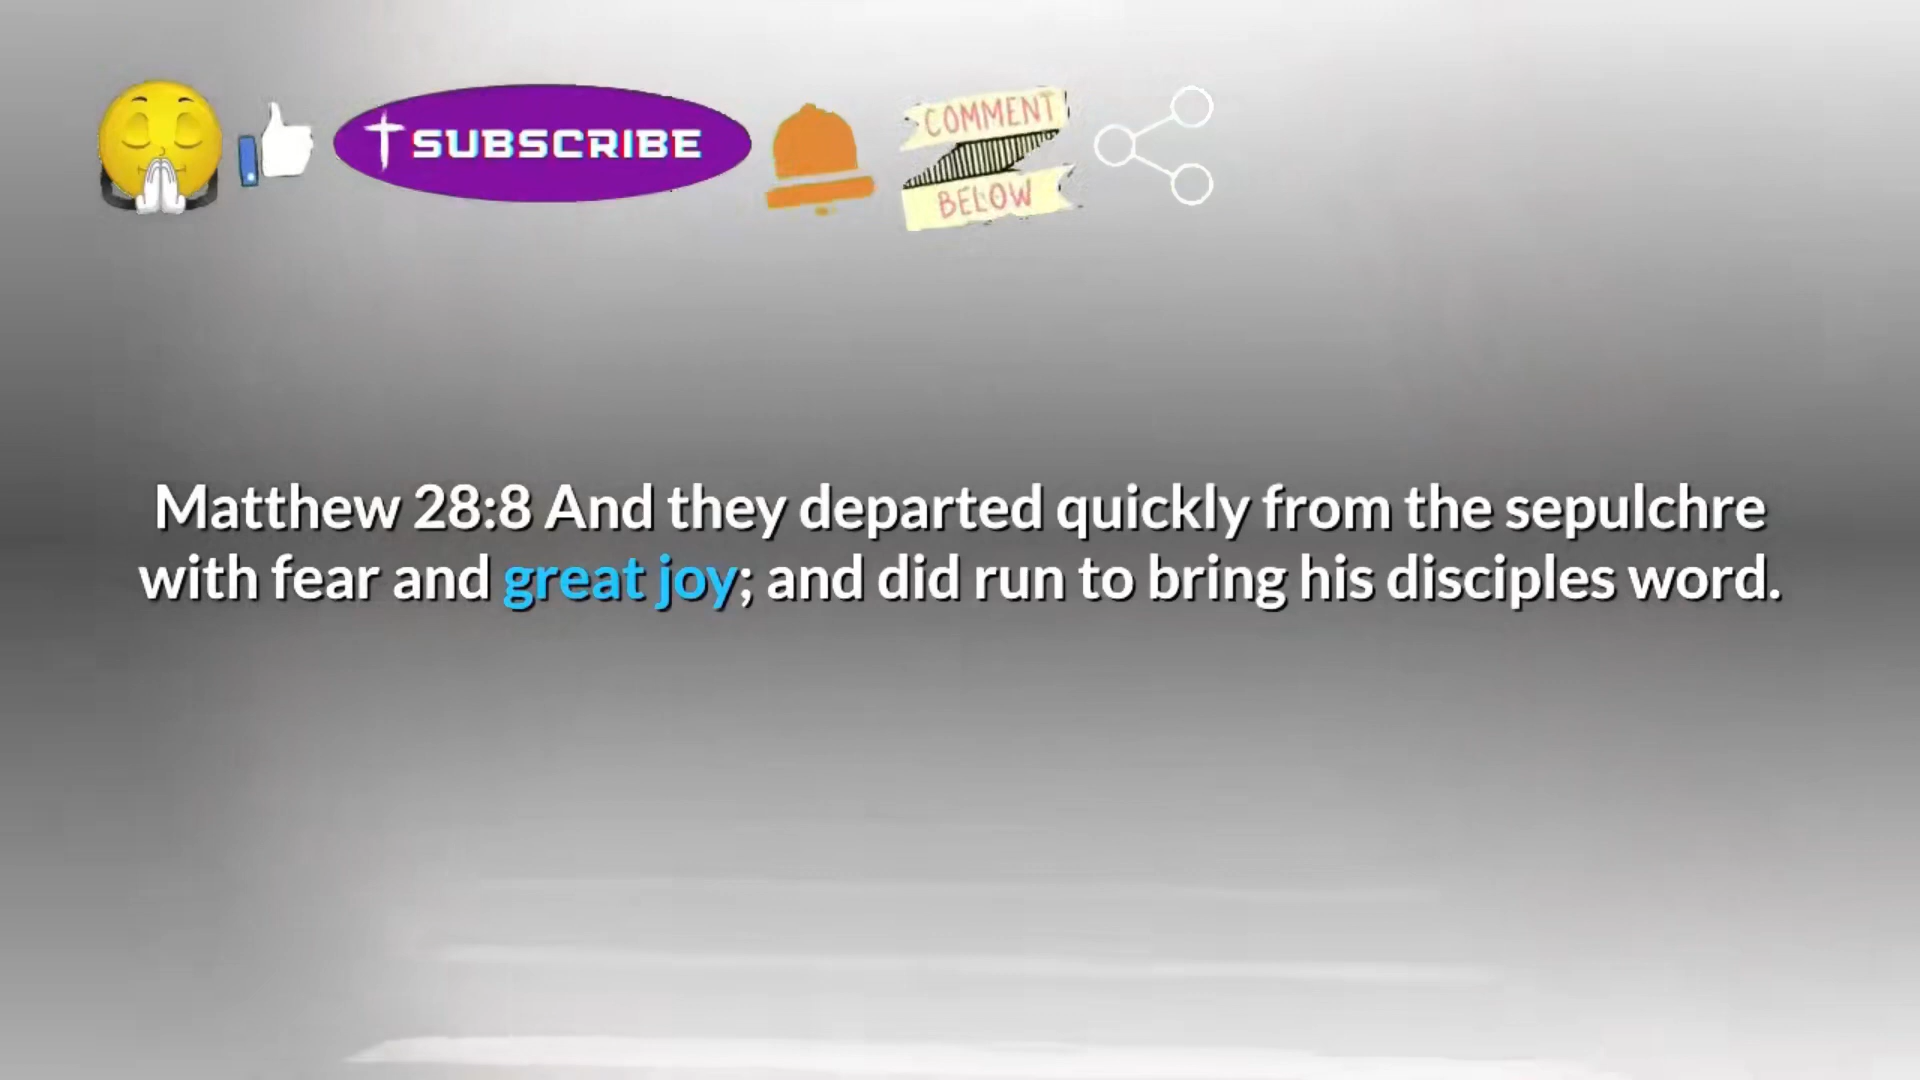 SUBSCRIBE
COMMENT
BELOW
Matthew 28:8 And they departed quickly from the sepulchre
with fear and great joy; and did run to bring his disciples word.